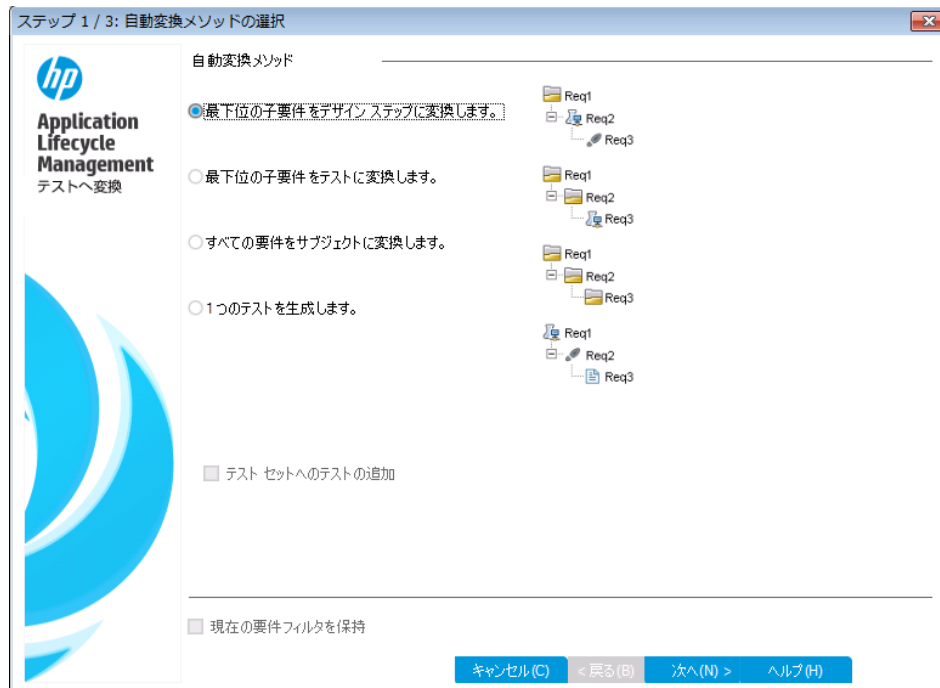 ステップ 1 / 3: 自動変換メソッドの選択
hp
Application
Lifecycle
Management
テストへ変換
自動変換メソッド
最下位の子要件をデザイン ステップに変換します。
Req1
Req2
Req3
最下位の子要件をテストに変換します。
Req1
Req2
Req3
すべての要件をサブジェクトに変換します。
Req1
Req2
Req3
1つのテストを生成します。
Req1
Req2
Req3
テスト セットへのテストの追加
現在の要件フィルタを保持
キャンセル(C)
< 戻る(B)
次へ(N) >
ヘルプ(H)